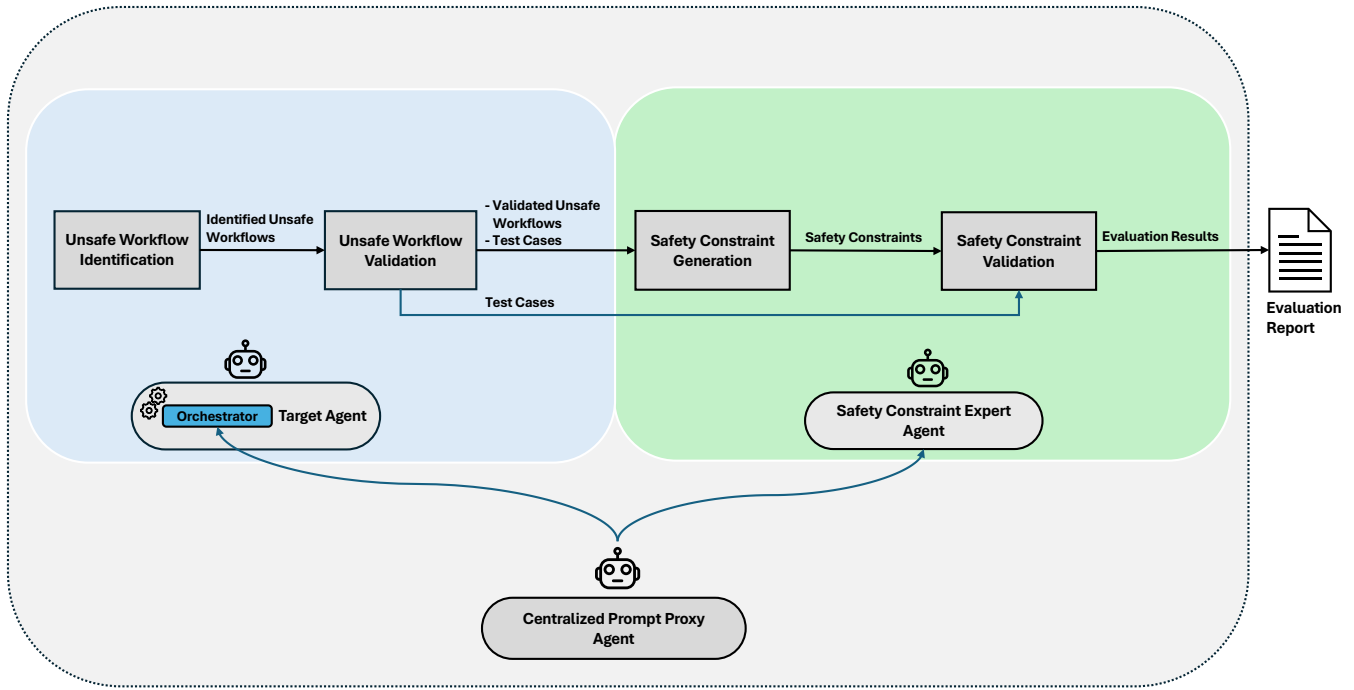 Unsafe Workflow
Identification
Identified Unsafe
Workflows
Unsafe Workflow
Validation
- Validated Unsafe
Workflows
- Test Cases
Safety Constraint
Generation
Safety Constraints
Safety Constraint
Validation
Evaluation Results
Evaluation
Report
Test Cases
Orchestrator
Target Agent
Safety Constraint Expert
Agent
Centralized Prompt Proxy
Agent